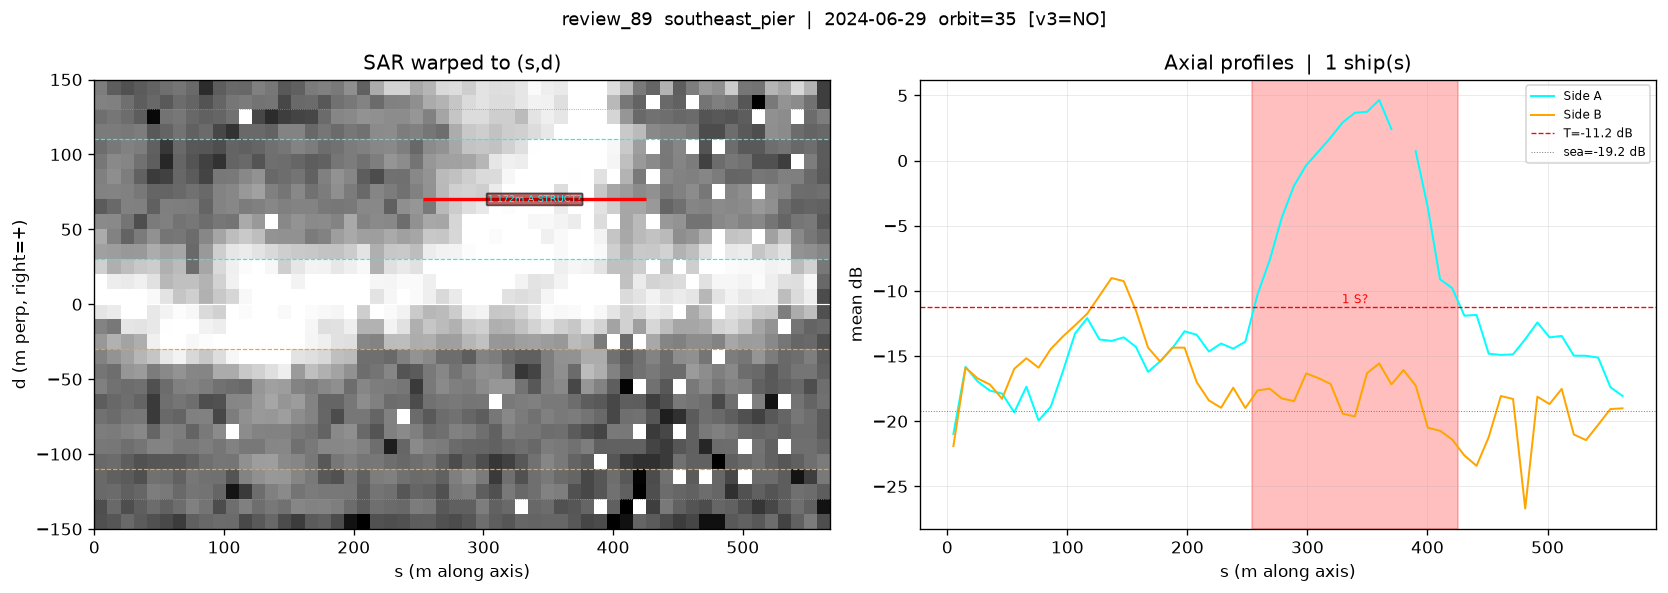 review_89 southeast_pier | 2024-06-29 orbit=35 [v3=NO]
SAR warped to (s,d)
150
100
50
0
−50
−100
−150
d (m perp, right=+)
1 172m A STRUCT?
0
100
200
300
400
500
s (m along axis)
Axial profiles | 1 ship(s)
5
0
−5
−10
−15
−20
−25
mean dB
Side A
Side B
T=-11.2 dB
sea=-19.2 dB
1 S?
0
100
200
300
400
500
s (m along axis)